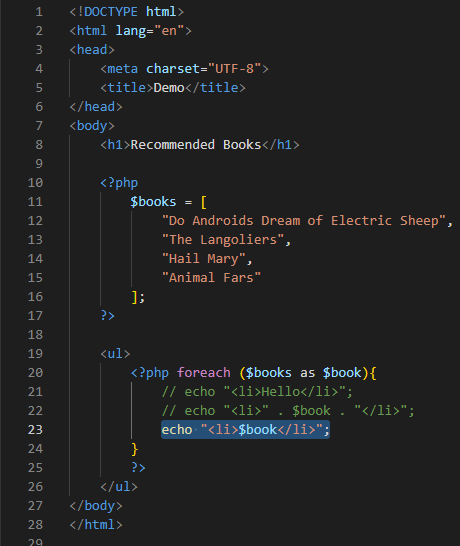 1 <!DOCTYPE html>
2 <html lang="en">
3 <head>
4     <meta charset="UTF-8">
5     <title>Demo</title>
6 </head>
7 <body>
8     <h1>Recommended Books</h1>
9
10     <?php
11         $books = [
12             "Do Androids Dream of Electric Sheep",
13             "The Langoliers",
14             "Hail Mary",
15             "Animal Fars"
16         ];
17     ?>
18
19     <ul>
20         <?php foreach ($books as $book){
21             // echo "<li>Hello</li>";
22             // echo "<li>" . $book . "</li>";
23             echo "<li>$book</li>";
24         }
25         ?>
26     </ul>
27 </body>
28 </html>
29